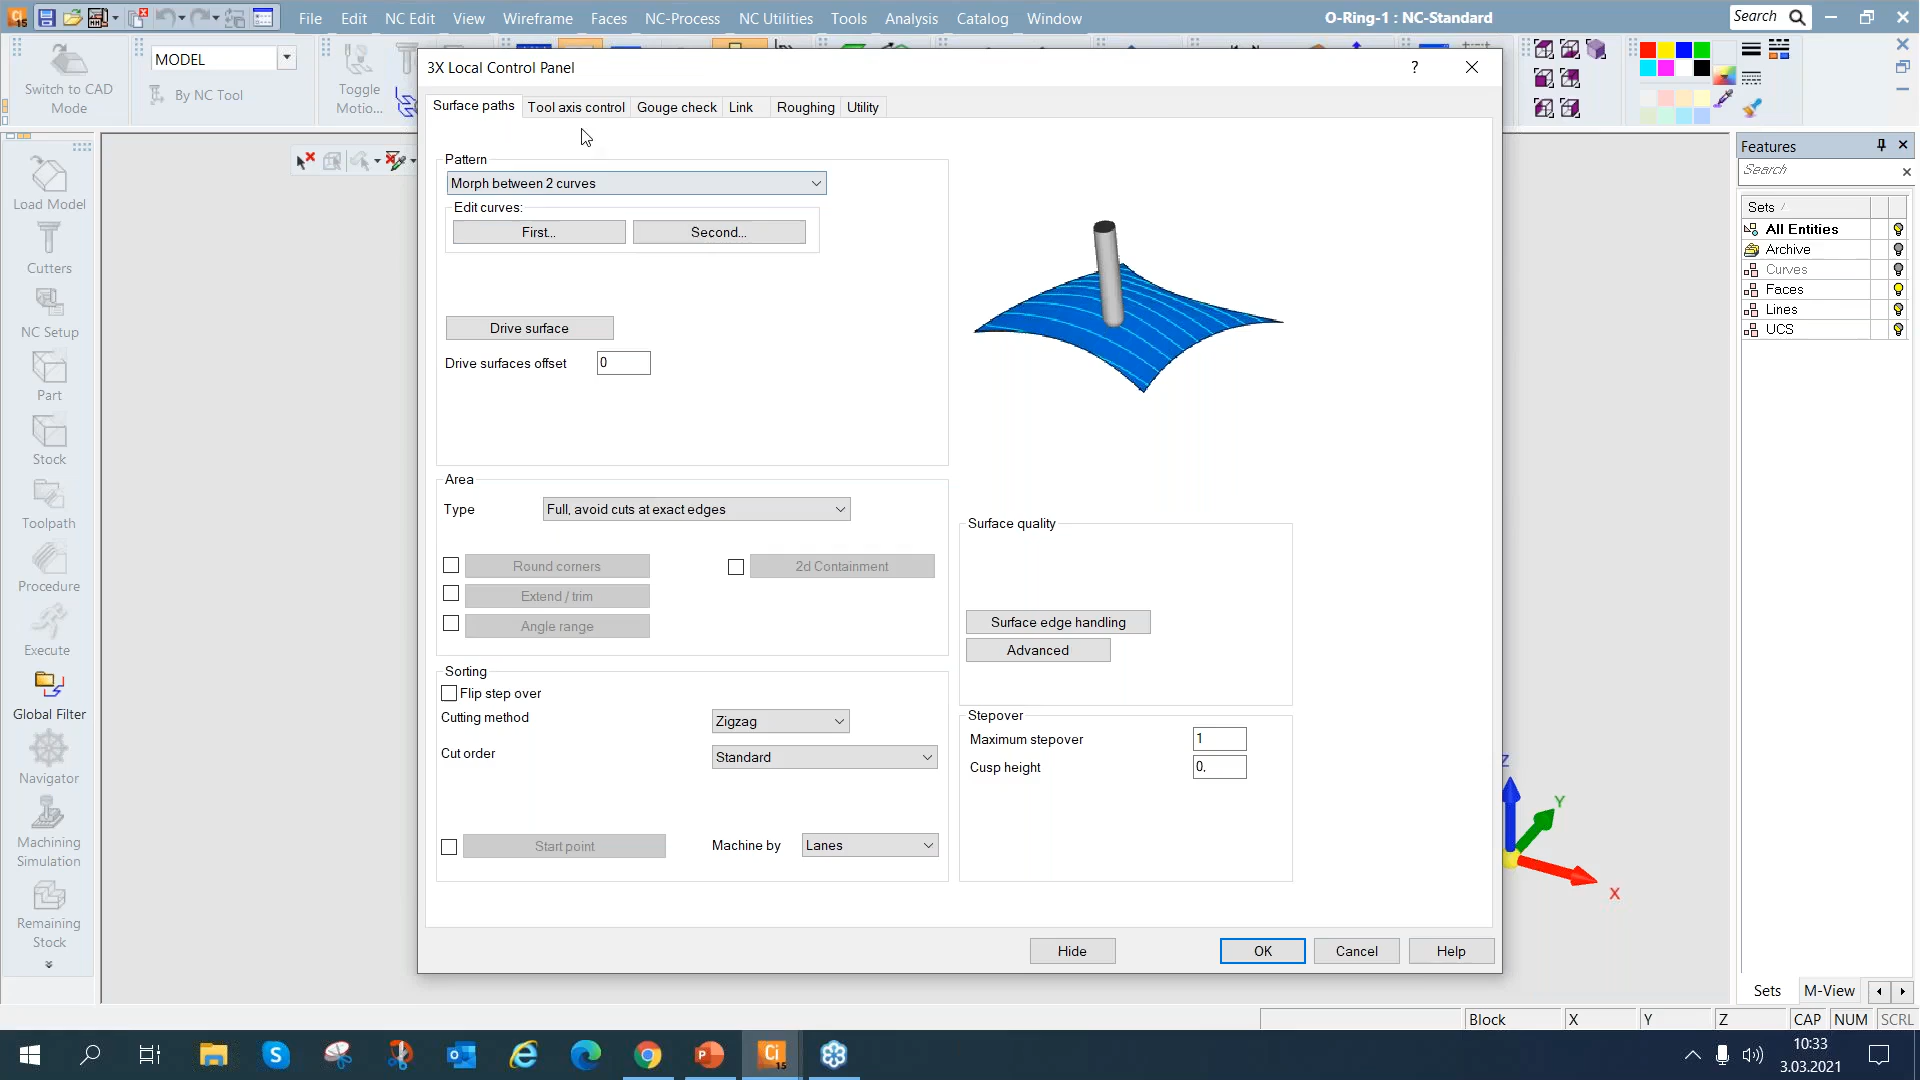 File Edit NC Edit View Wireframe Faces NC-Process NC Utilities Tools Analysis Catalog Window
O-Ring-1 : NC-Standard
Search
MODEL
Switch to CAD
Mode
By NC Tool
Toggle
Motio...
3X Local Control Panel
?
Surface paths Tool axis control Gouge check Link Roughing Utility
Pattern
Morph between 2 curves
Edit curves:
First... Second...
Drive surface
Drive surfaces offset 0
Area
Type Full, avoid cuts at exact edges
Round corners 2d Containment
Extend / trim
Angle range
Sorting
Flip step over
Cutting method Zigzag
Cut order Standard
Start point Machine by Lanes
Surface quality
Surface edge handling
Advanced
Stepover
Maximum stepover 1
Cusp height 0,
Hide OK Cancel Help
Load Model
Cutters
NC Setup
Part
Stock
Toolpath
Procedure
Execute
Global Filter
Navigator
Machining
Simulation
Remaining
Stock
Features
Search
Sets
All Entities
Archive
Curves
Faces
Lines
UCS
Z
Y
X
Sets M-View
Block X Y Z CAP NUM SCRL
Ci
15
10:33
3.03.2021